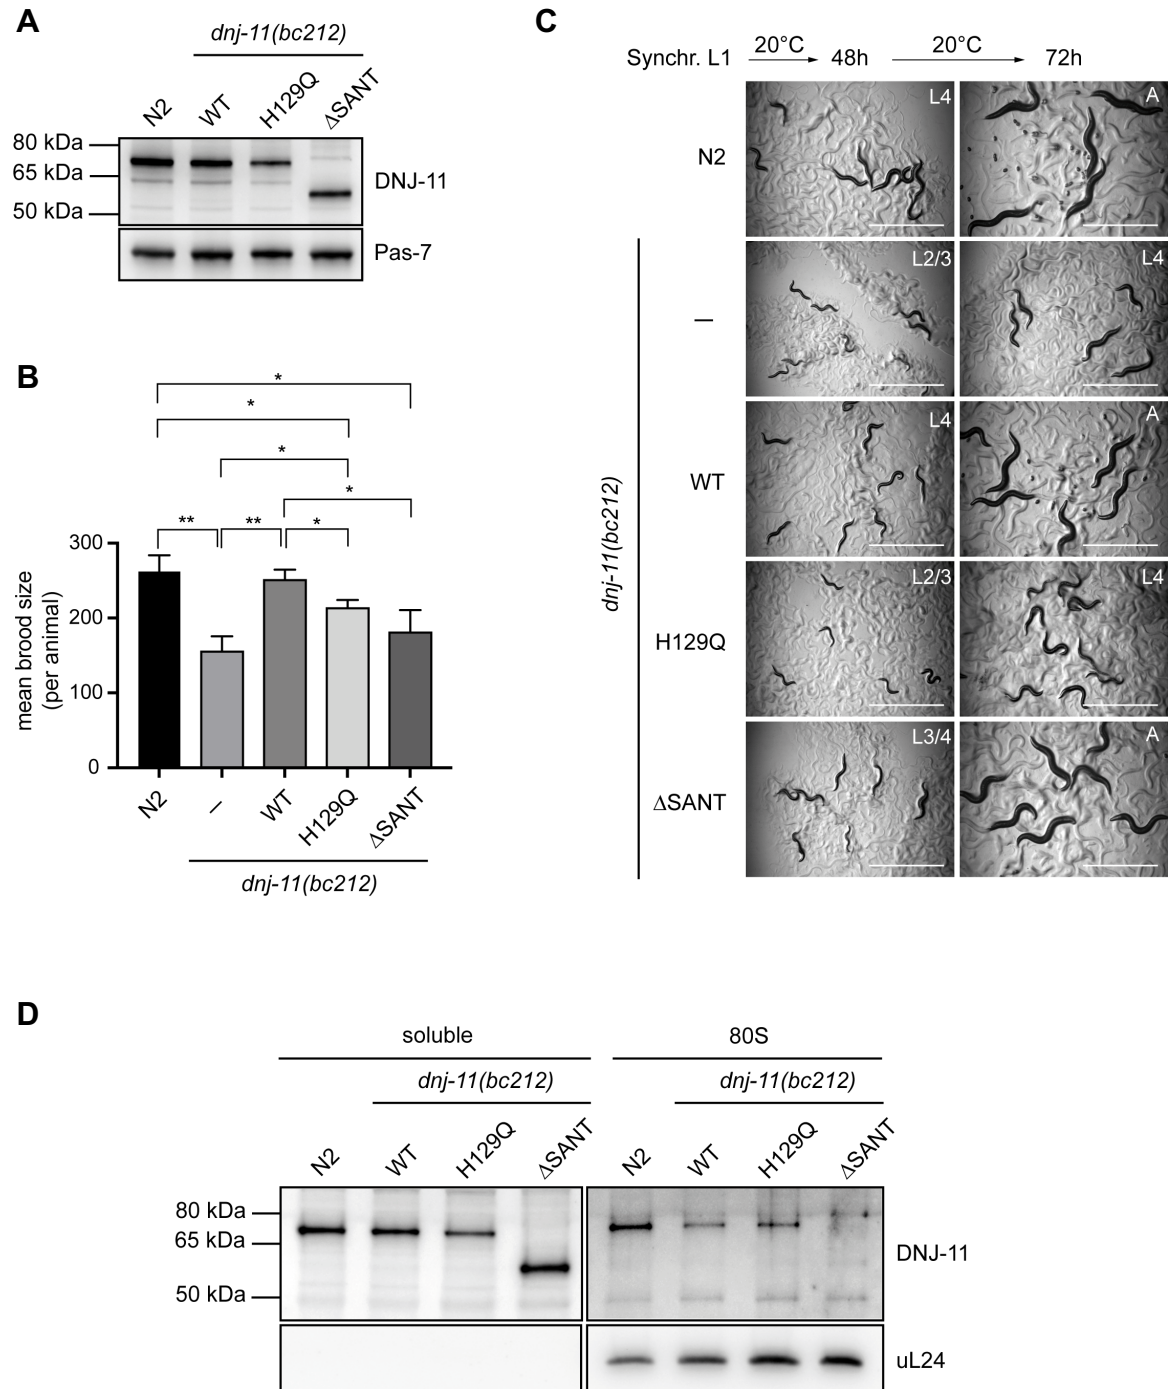 A
dnj-11(bc212)
N2
WT
H129Q
ΔSANT
80 kDa
65 kDa
50 kDa
DNJ-11
Pas-7
B
*
*
*
*
**
**
*
300
200
100
0
mean brood size
(per animal)
N2
–
WT
H129Q
ΔSANT
dnj-11(bc212)
C
Synchr. L1
20°C
48h
20°C
72h
N2
L4
A
–
L2/3
L4
WT
L4
A
H129Q
L2/3
L4
ΔSANT
L3/4
A
dnj-11(bc212)
D
soluble
80S
dnj-11(bc212)
dnj-11(bc212)
N2
WT
H129Q
ΔSANT
N2
WT
H129Q
ΔSANT
80 kDa
65 kDa
50 kDa
DNJ-11
uL24